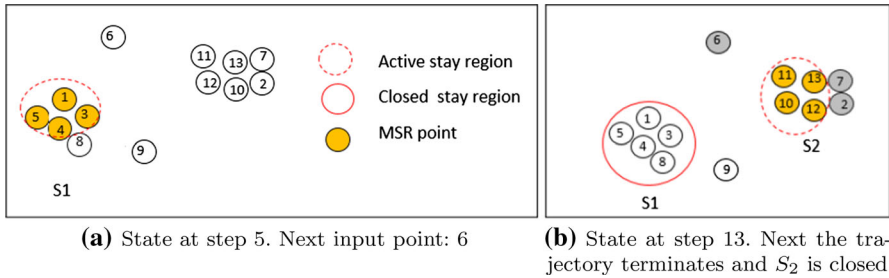 6
11
13
7
12
10
2
1
5
3
4
8
9
S1
Active stay region
Closed stay region
MSR point
(a) State at step 5. Next input point: 6
6
11
13
7
10
12
2
S2
1
5
3
4
8
9
S1
(b) State at step 13. Next the tra-
jectory terminates and S2 is closed